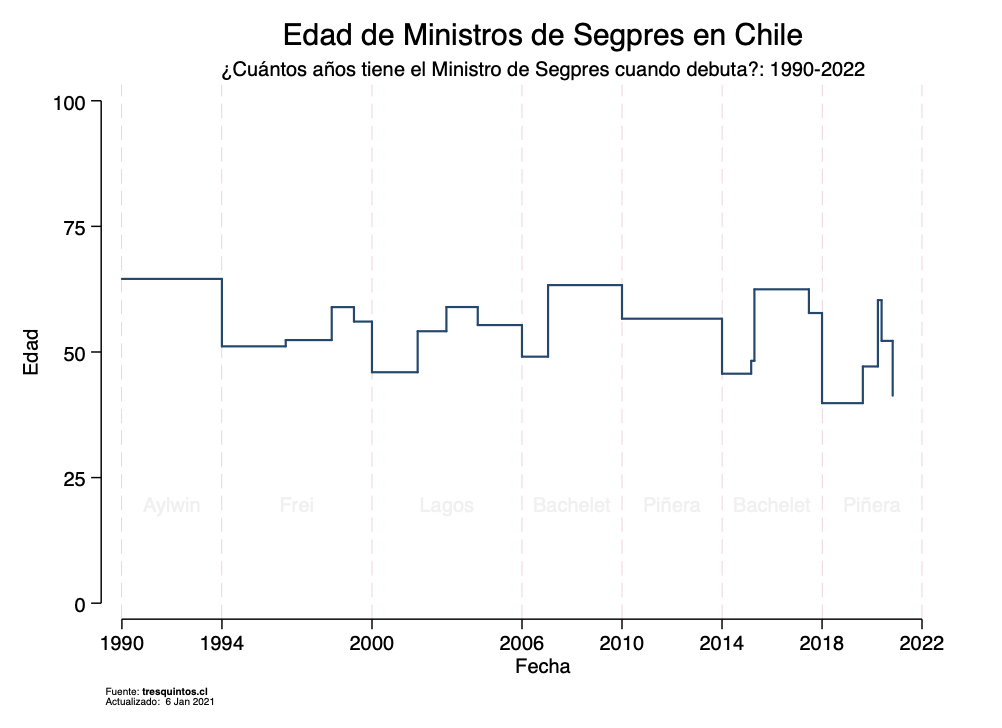 Edad de Ministros de Segpres en Chile
¿Cuántos años tiene el Ministro de Segpres cuando debuta?: 1990-2022
Edad
100
75
50
25
0
Aylwin Frei Lagos Bachelet Piñera Bachelet Piñera
1990 1994 2000 2006 2010 2014 2018 2022
Fecha
Fuente: tresquintos.cl
Actualizado: 6 Jan 2021